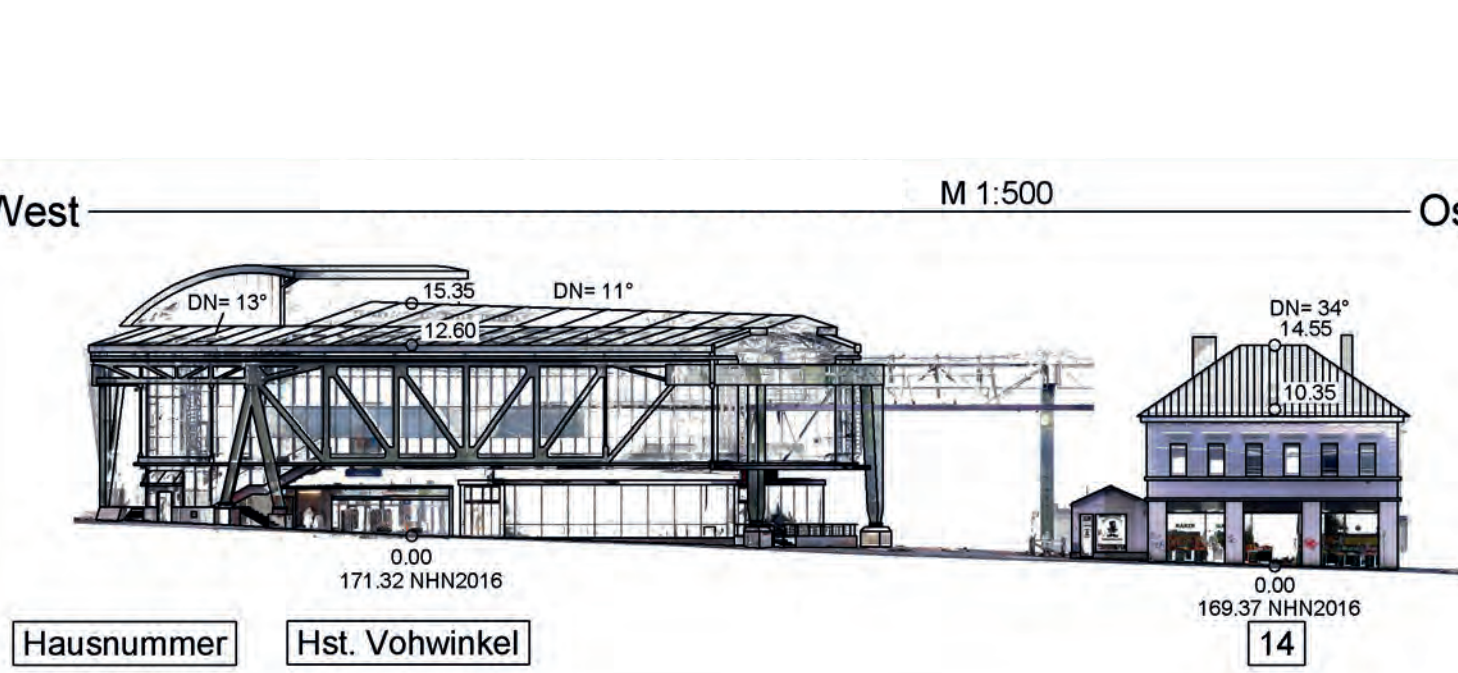 West
M 1:500
DN= 13°
15.35
DN= 11°
12.60
DN= 34°
14.55
10.35
0.00
171.32 NHN2016
0.00
169.37 NHN2016
Hausnummer
Hst. Vohwinkel
14